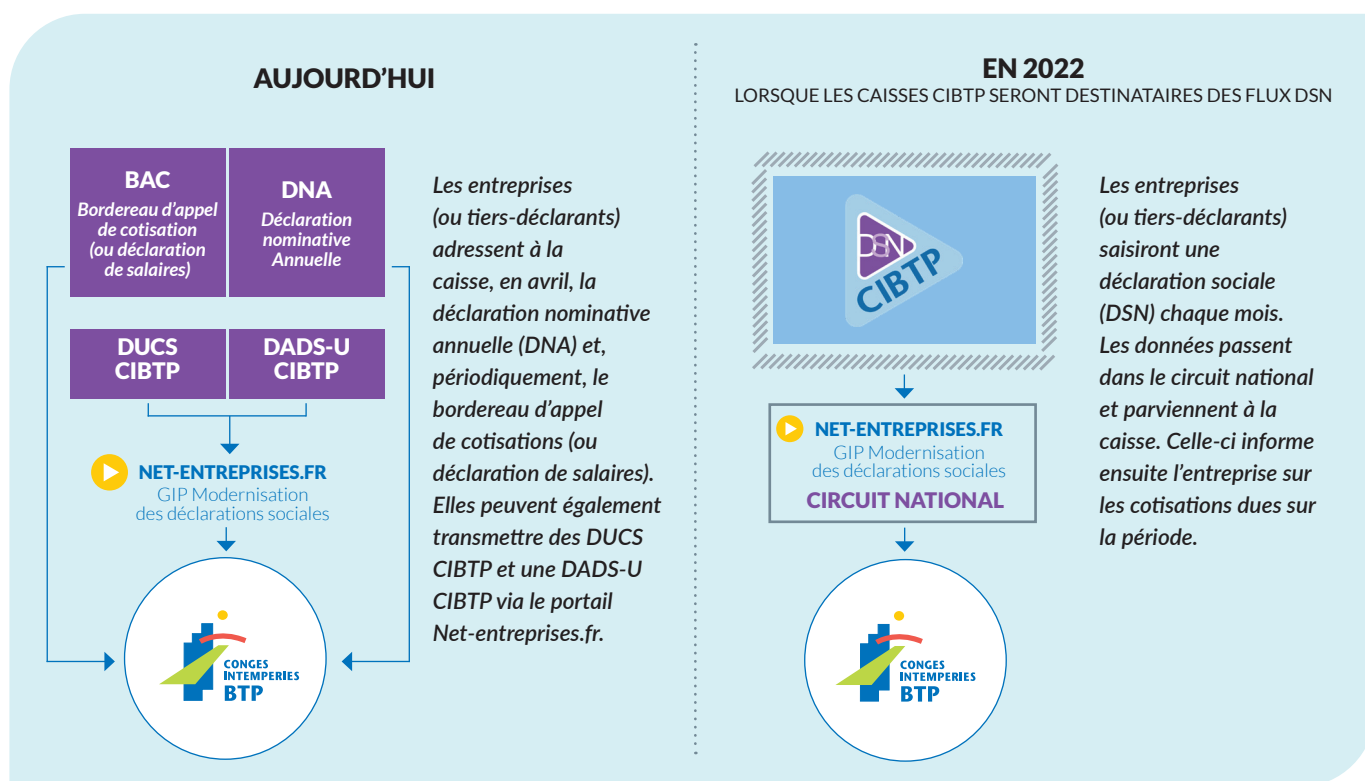 AUJOURD’HUI
BAC
Bordereau d’appel
de cotisation
(ou déclaration
de salaires)
DNA
Déclaration
nominative
Annuelle
DUCS
CIBTP
DADS-U
CIBTP
NET-ENTREPRISES.FR
GIP Modernisation
des déclarations sociales
CONGES
INTEMPERIES
BTP
Les entreprises
(ou tiers-déclarants)
adressent à la
caisse, en avril, la
déclaration nominative
annuelle (DNA) et,
périodiquement, le
bordereau d’appel
de cotisations (ou
déclaration de salaires).
Elles peuvent également
transmettre des DUCS
CIBTP et une DADS-U
CIBTP via le portail
Net-entreprises.fr.
EN 2022
LORSQUE LES CAISSES CIBTP SERONT DESTINATAIRES DES FLUX DSN
DSN
CIBTP
NET-ENTREPRISES.FR
GIP Modernisation
des déclarations sociales
CIRCUIT NATIONAL
CONGES
INTEMPERIES
BTP
Les entreprises
(ou tiers-déclarants)
saisiront une
déclaration sociale
(DSN) chaque mois.
Les données passent
dans le circuit national
et parviennent à la
caisse. Celle-ci informe
ensuite l’entreprise sur
les cotisations dues sur
la période.